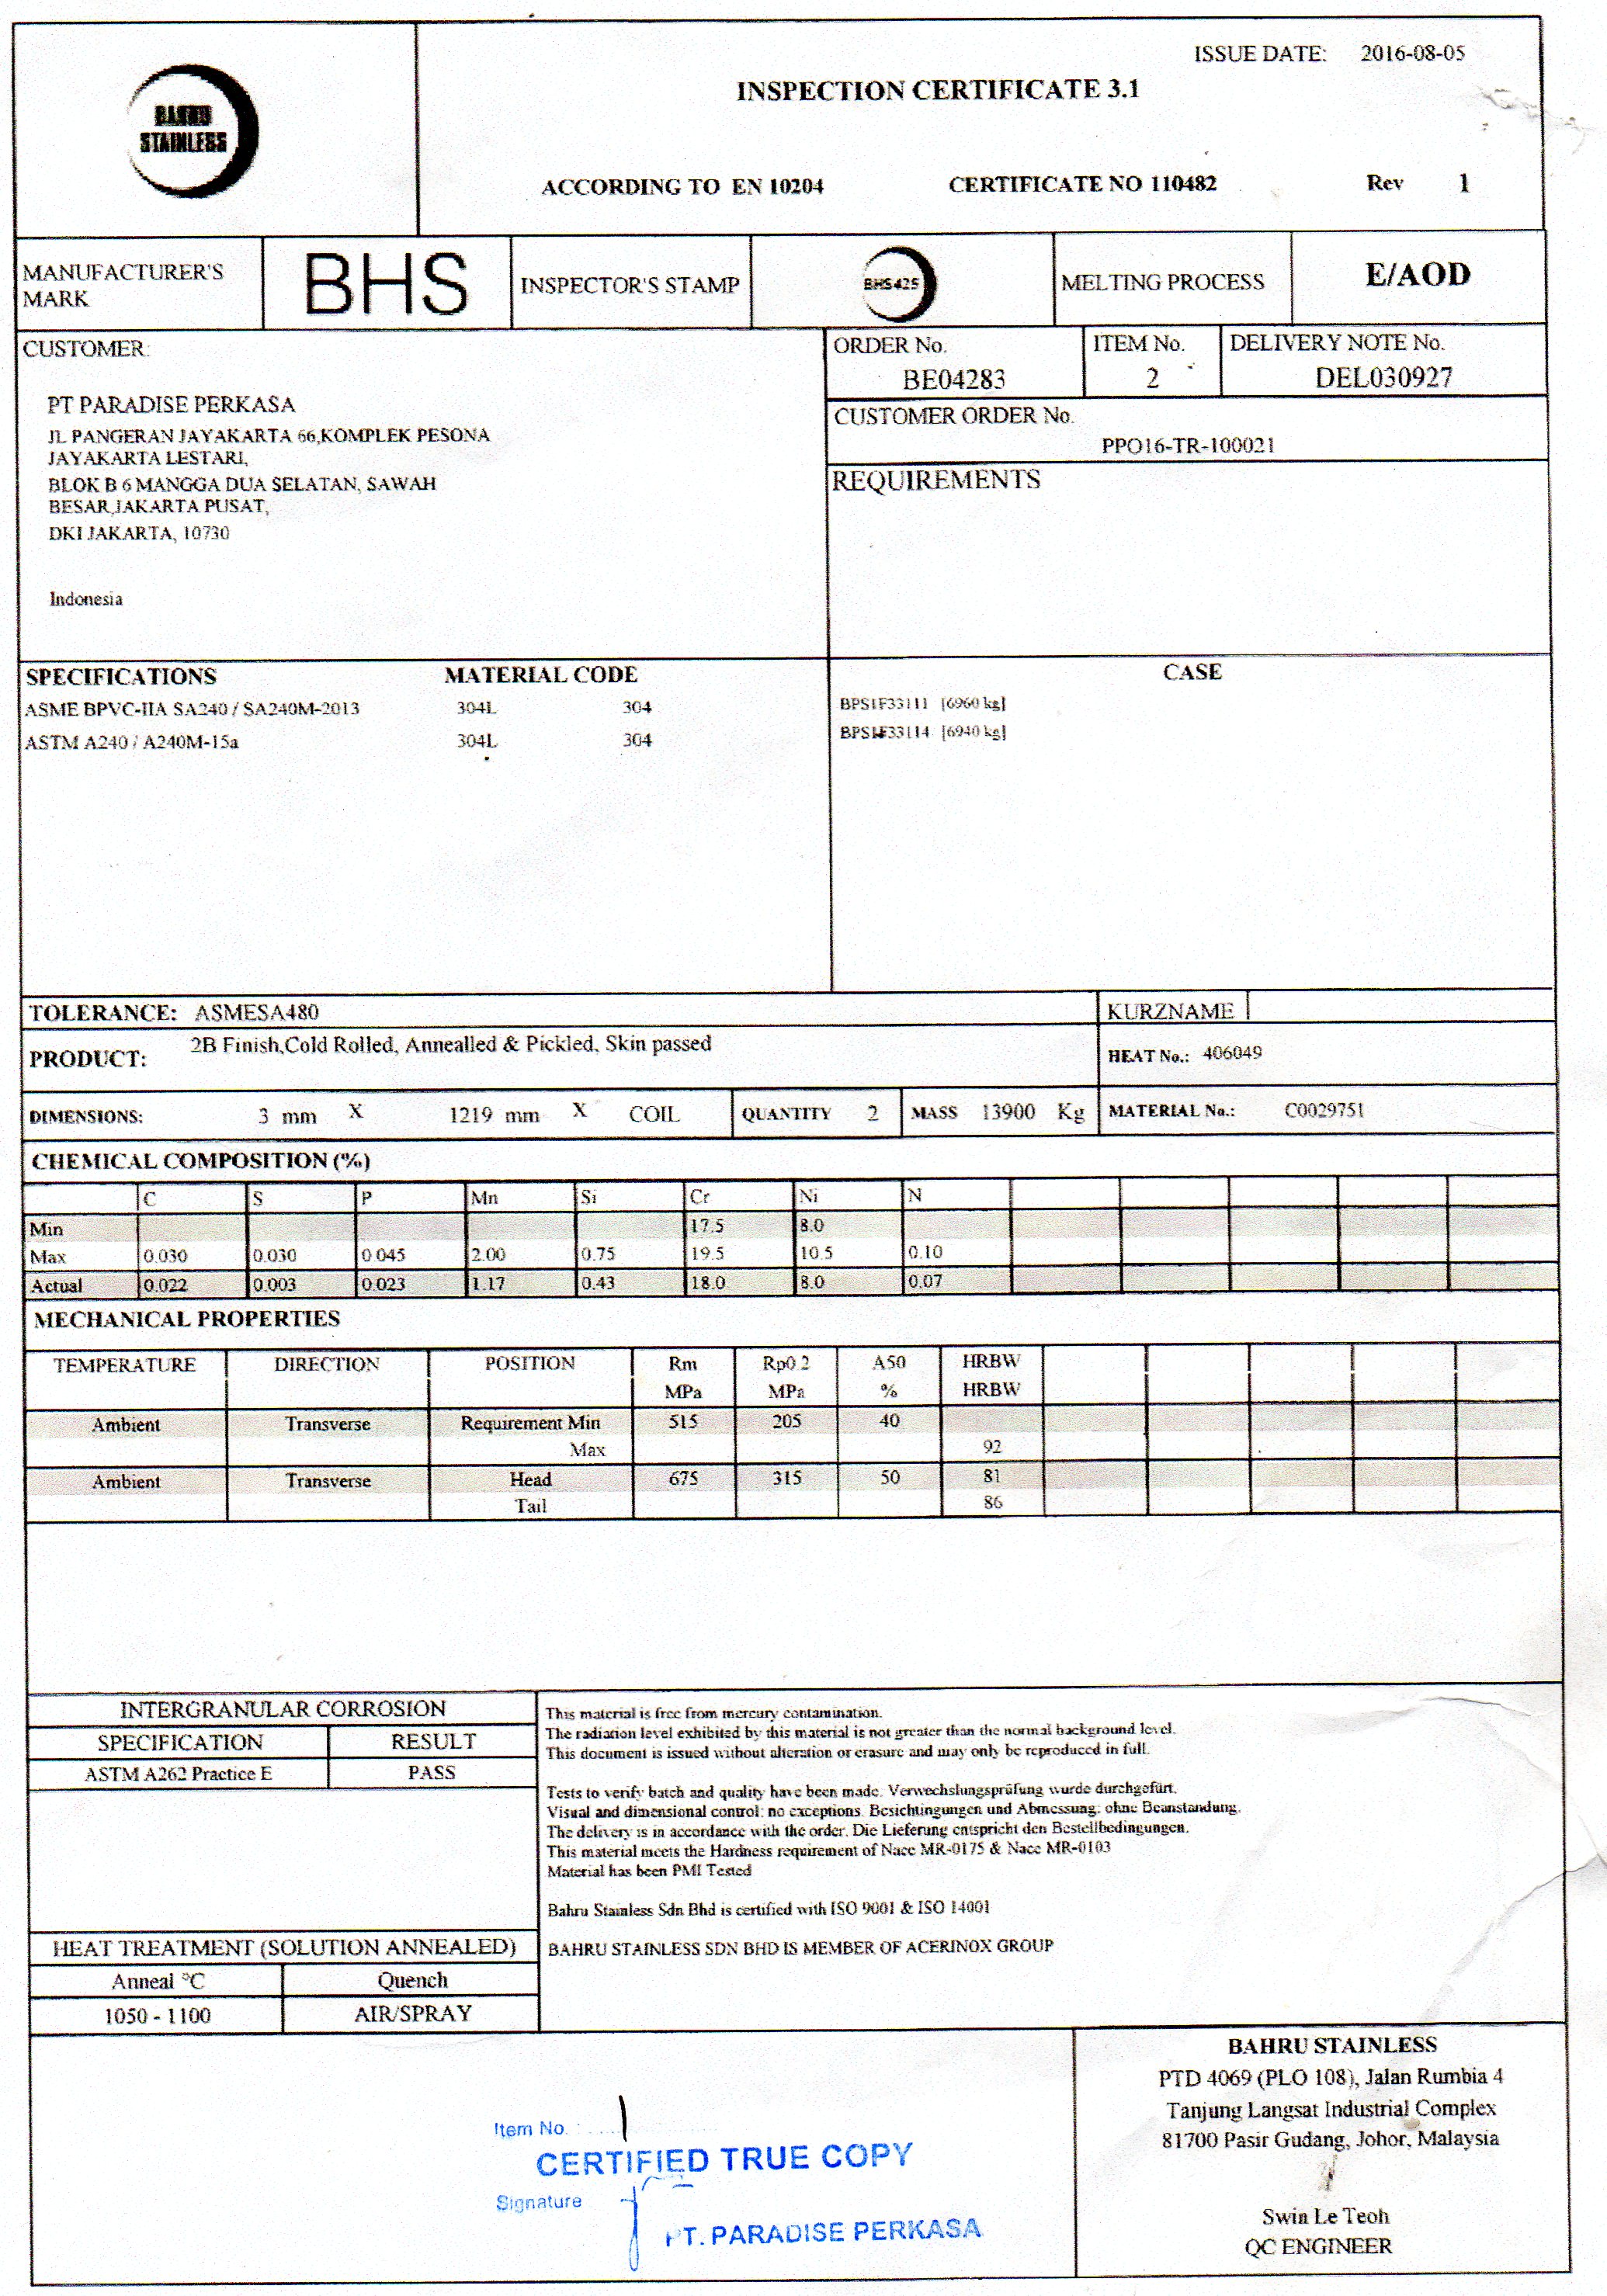 ISSUE DATE: 2016-08-05
BAHRU
STAINLESS
INSPECTION CERTIFICATE 3.1
ACCORDING TO EN 10204 CERTIFICATE NO 110482 Rev 1
MANUFACTURER'S
MARK
BHS
INSPECTOR'S STAMP
BHS425
MELTING PROCESS
E/AOD
CUSTOMER:
PT PARADISE PERKASA
JL PANGERAN JAYAKARTA 66,KOMPLEK PESONA
JAYAKARTA LESTARI,
BLOK B 6 MANGGA DUA SELATAN, SAWAH
BESAR,JAKARTA PUSAT,
DKI JAKARTA, 10730
Indonesia
ORDER No. ITEM No. DELIVERY NOTE No.
BE04283 2 DEL030927
CUSTOMER ORDER No.
PPO16-TR-100021
REQUIREMENTS
SPECIFICATIONS MATERIAL CODE
ASME BPVC-IIA SA240 / SA240M-2013 304L 304
ASTM A240 / A240M-15a 304L 304
CASE
BPS1F33111 [6960 kg]
BPS1F33114 [6940 kg]
TOLERANCE: ASMESA480
KURZNAME
PRODUCT: 2B Finish,Cold Rolled, Annealled & Pickled, Skin passed
HEAT No.: 406049
DIMENSIONS: 3 mm X 1219 mm X COIL QUANTITY 2 MASS 13900 Kg MATERIAL No.: C0029751
CHEMICAL COMPOSITION (%)
C S P Mn Si Cr Ni N
Min 17.5 8.0
Max 0.030 0.030 0.045 2.00 0.75 19.5 10.5 0.10
Actual 0.022 0.003 0.023 1.17 0.43 18.0 8.0 0.07
MECHANICAL PROPERTIES
TEMPERATURE DIRECTION POSITION Rm Rp0.2 A50 HRBW
MPa MPa % HRBW
Ambient Transverse Requirement Min 515 205 40
Max 92
Ambient Transverse Head 675 315 50 81
Tail 86
INTERGRANULAR CORROSION
SPECIFICATION RESULT
ASTM A262 Practice E PASS
This material is free from mercury contamination.
The radiation level exhibited by this material is not greater than the normal background level.
This document is issued without alteration or erasure and may only be reproduced in full.
Tests to verify batch and quality have been made. Verwechslungsprüfung wurde durchgefürt.
Visual and dimensional control: no exceptions. Besichtingungen und Abmessung: ohne Beanstandung.
The delivery is in accordance with the order. Die Lieferung entspricht den Bestellbedingungen.
This material meets the Hardness requirement of Nace MR-0175 & Nace MR-0103
Material has been PMI Tested
Bahru Stainless Sdn Bhd is certified with ISO 9001 & ISO 14001
BAHRU STAINLESS SDN BHD IS MEMBER OF ACERINOX GROUP
HEAT TREATMENT (SOLUTION ANNEALED)
Anneal °C Quench
1050 - 1100 AIR/SPRAY
Item No. : 1
CERTIFIED TRUE COPY
Signature
PT. PARADISE PERKASA
BAHRU STAINLESS
PTD 4069 (PLO 108), Jalan Rumbia 4
Tanjung Langsat Industrial Complex
81700 Pasir Gudang, Johor, Malaysia
Swin Le Teoh
QC ENGINEER